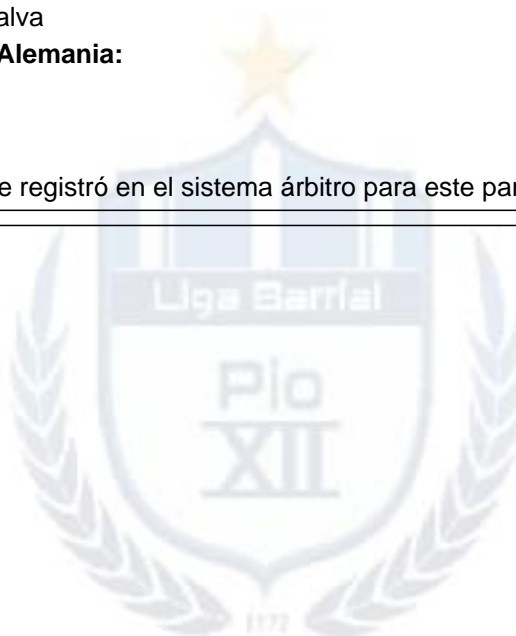 alva
Alemania:
e registró en el sistema árbitro para este par
Liga Barrial
Pio
XII